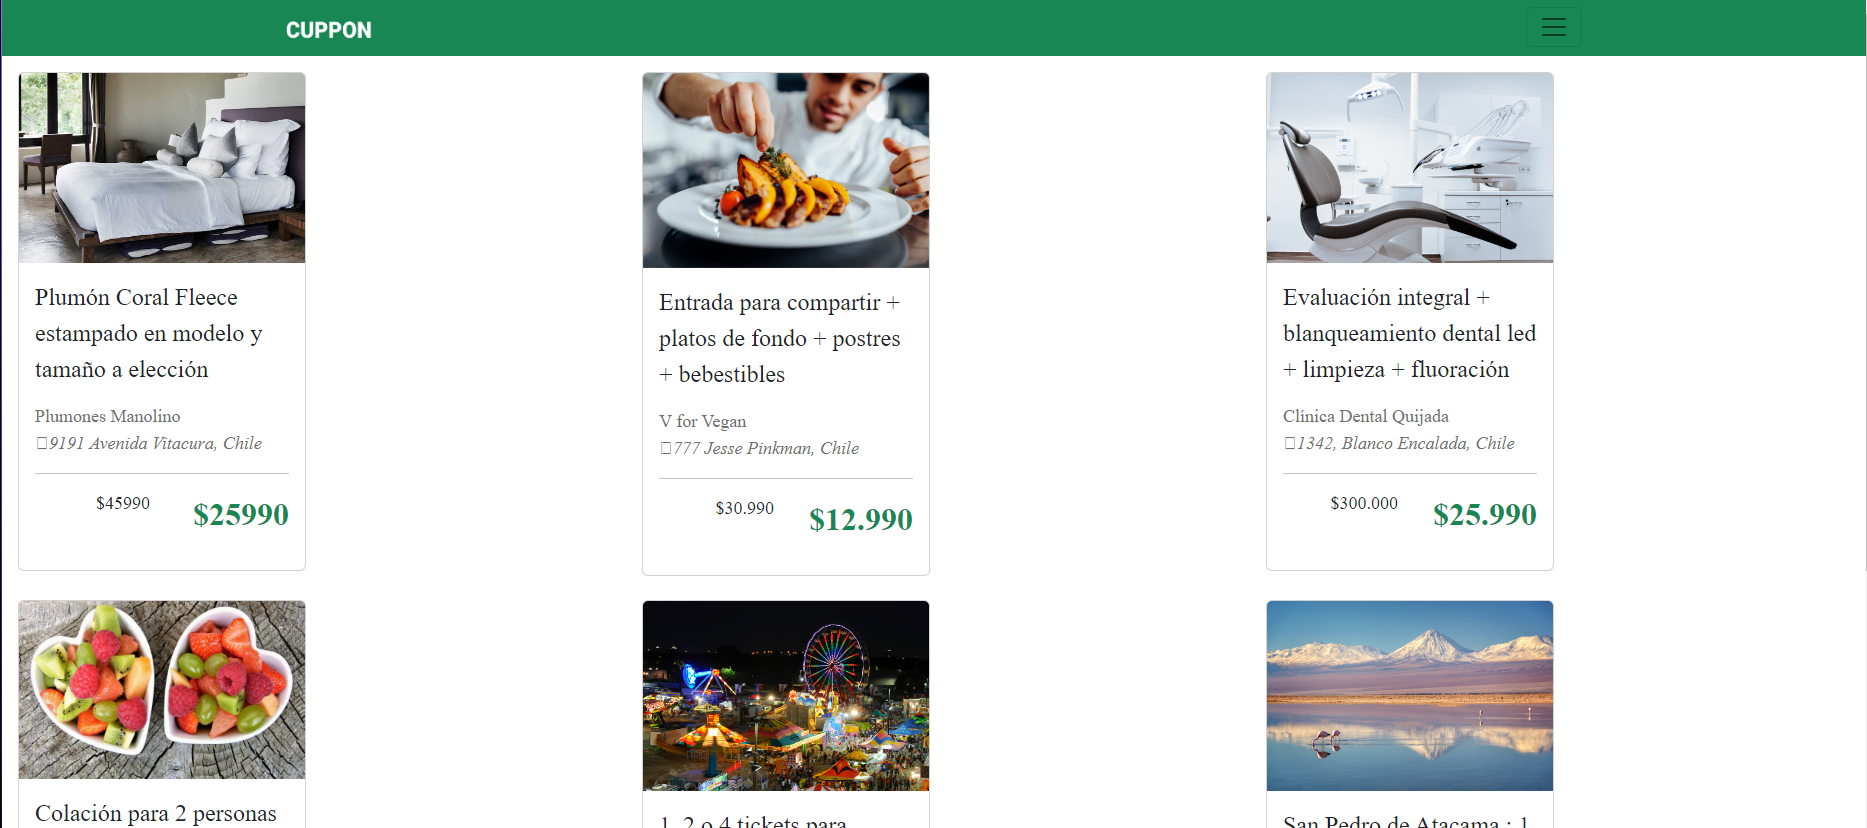 CUPPON
Plumón Coral Fleece
estampado en modelo y
tamaño a elección
Plumones Manolino
9191 Avenida Vitacura, Chile
$45990
$25990
Entrada para compartir +
platos de fondo + postres
+ bebestibles
V for Vegan
777 Jesse Pinkman, Chile
$30.990
$12.990
Evaluación integral +
blanqueamiento dental led
+ limpieza + fluoración
Clínica Dental Quijada
1342, Blanco Encalada, Chile
$300.000
$25.990
Colación para 2 personas
1, 2 o 4 tickets para
San Pedro de Atacama : 1